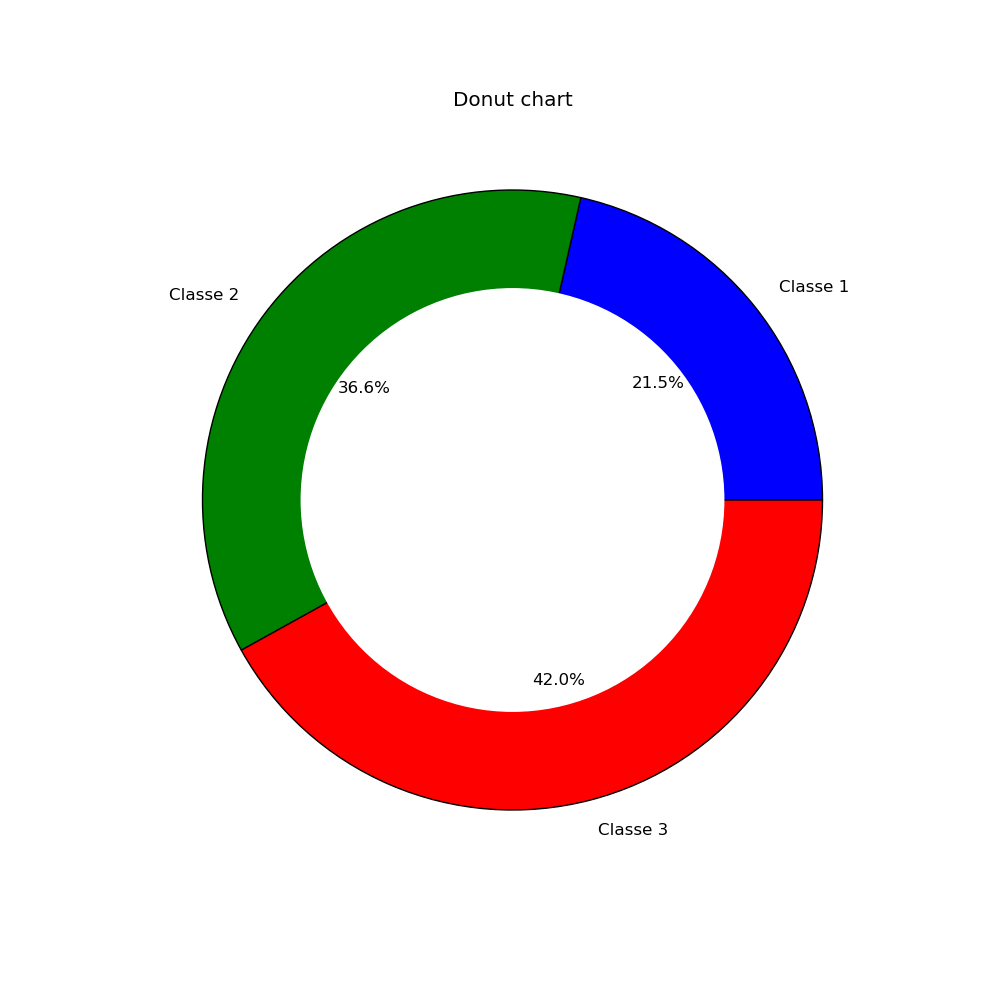 Donut chart
Classe 1
Classe 2
21.5%
36.6%
42.0%
Classe 3